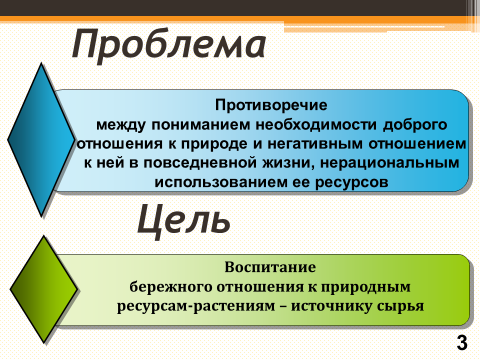 Проблема
Противоречие
между пониманием необходимости доброго
отношения к природе и негативным отношением
к ней в повседневной жизни, нерациональным
использованием ее ресурсов
Цель
Воспитание
бережного отношения к природным
ресурсам-растениям – источнику сырья
3